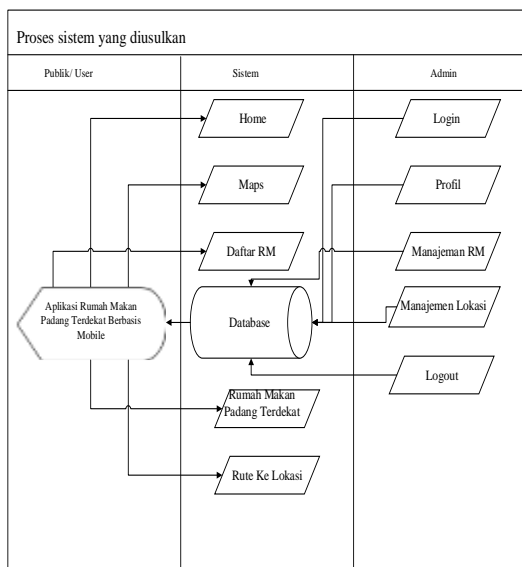 Proses sistem yang diusulkan
Publik/ User
Sistem
Admin
Home
Login
Maps
Profil
Daftar RM
Manajeman RM
Aplikasi Rumah Makan
Padang Terdekat Berbasis
Mobile
Database
Manajemen Lokasi
Logout
Rumah Makan
Padang Terdekat
Rute Ke Lokasi